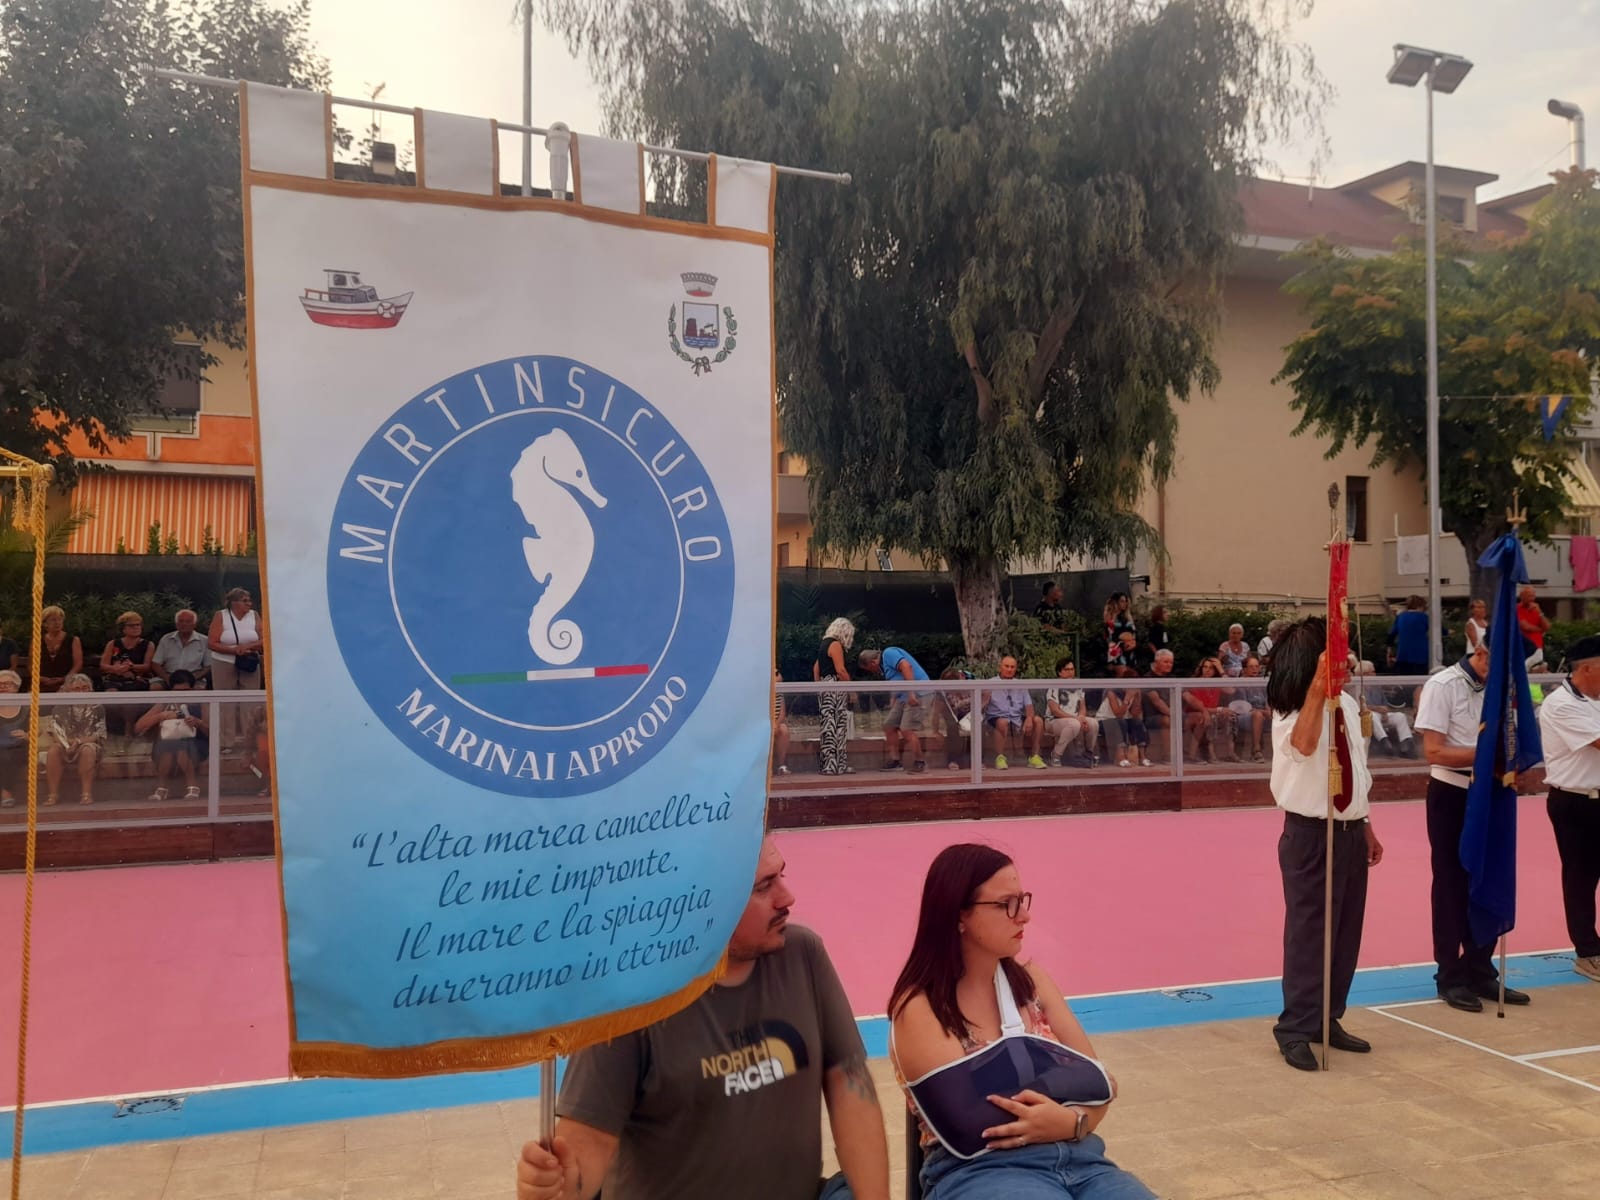 MARTINSICURO
MARINAI APPRODO
“L'alta marea cancellerà
le mie impronte.
Il mare e la spiaggia
dureranno in eterno.”
THE
NORTH
FACE